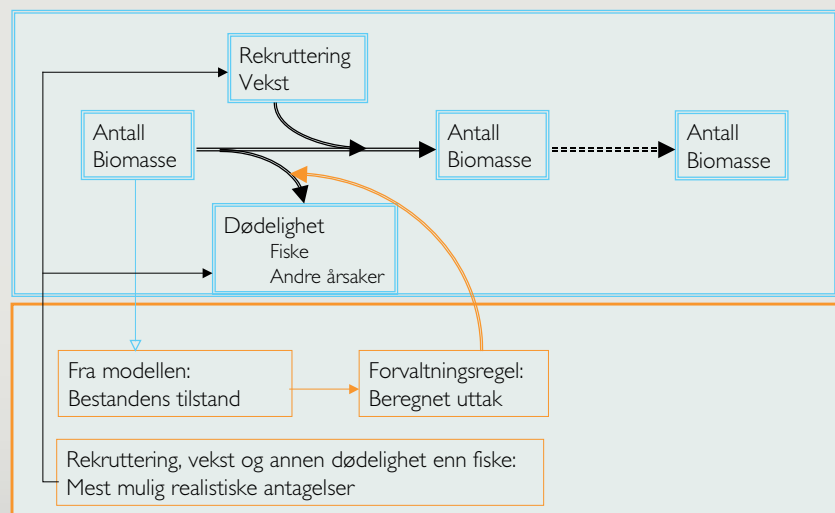 Rekruttering
Vekst
Antall
Biomasse
Antall
Biomasse
Antall
Biomasse
Dødelighet
Fiske
Andre årsaker
Fra modellen:
Bestandens tilstand
Forvaltningsregel:
Beregnet uttak
Rekruttering, vekst og annen dødelighet enn fiske:
Mest mulig realistiske antagelser